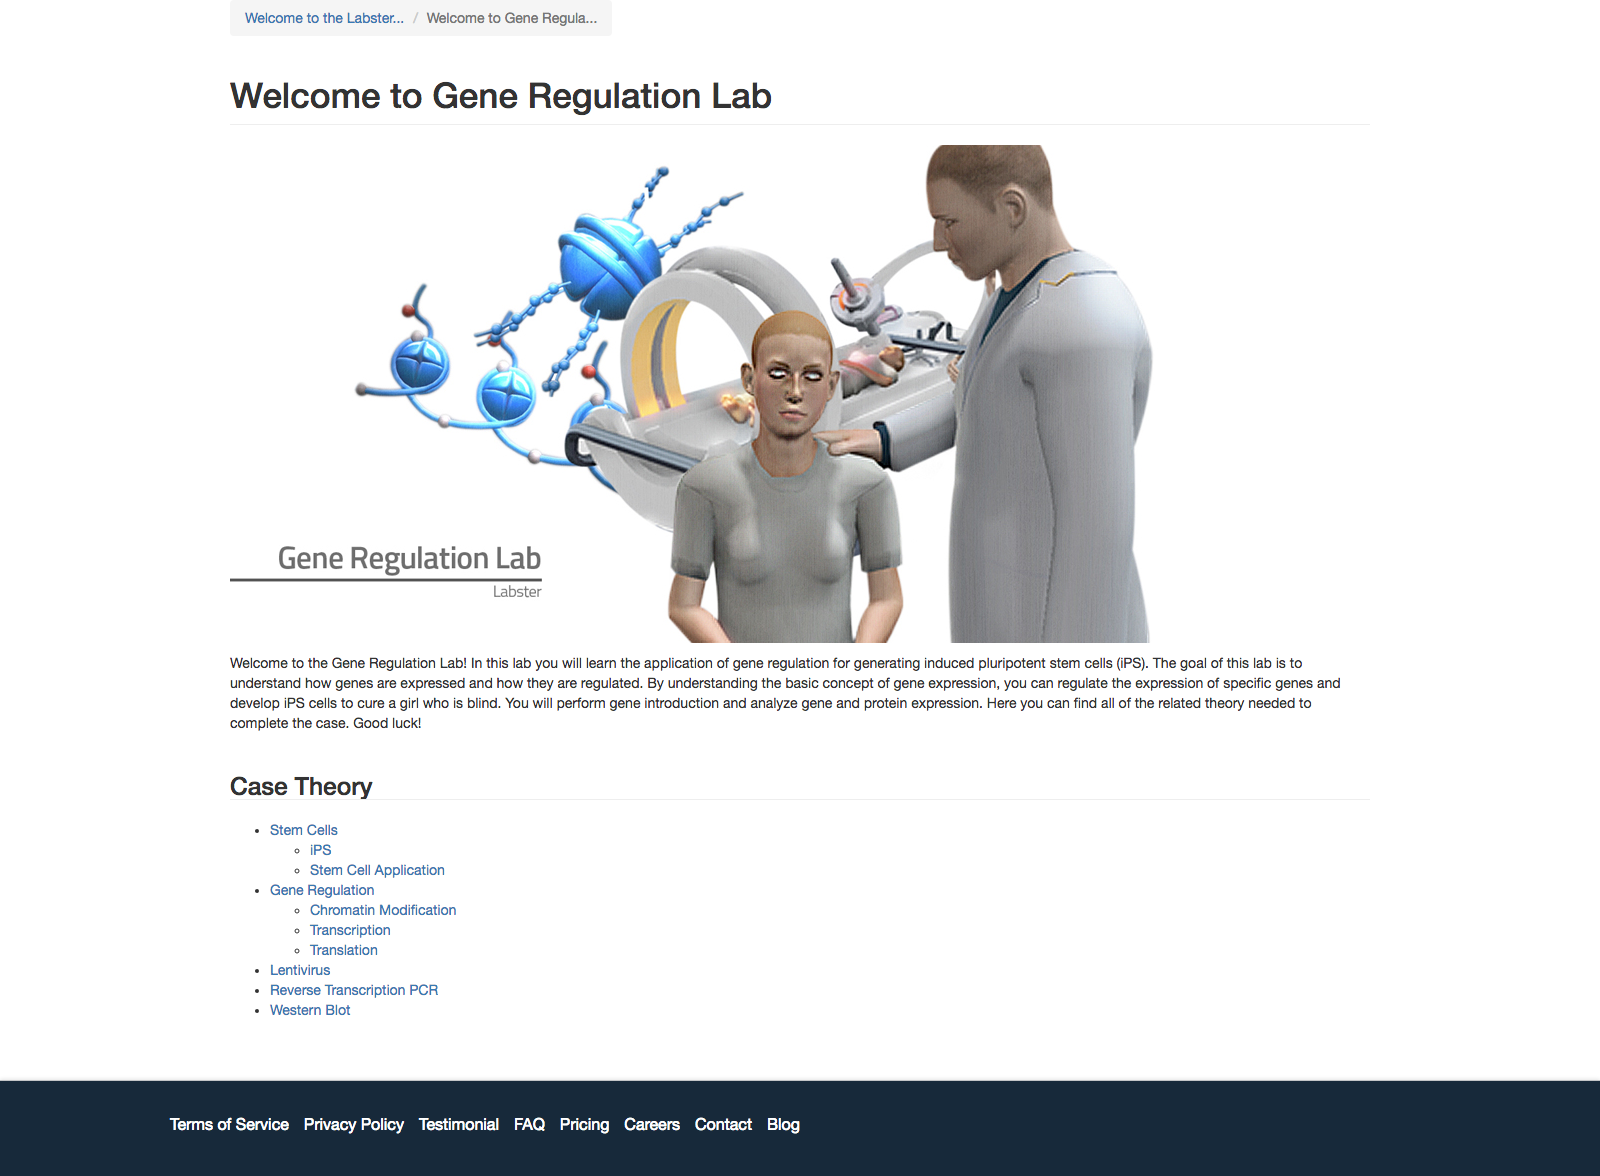 Welcome to the Labster... / Welcome to Gene Regula...
Welcome to Gene Regulation Lab
Gene Regulation Lab
Labster
Welcome to the Gene Regulation Lab! In this lab you will learn the application of gene regulation for generating induced pluripotent stem cells (iPS). The goal of this lab is to
understand how genes are expressed and how they are regulated. By understanding the basic concept of gene expression, you can regulate the expression of specific genes and
develop iPS cells to cure a girl who is blind. You will perform gene introduction and analyze gene and protein expression. Here you can find all of the related theory needed to
complete the case. Good luck!
Case Theory
Stem Cells
iPS
Stem Cell Application
Gene Regulation
Chromatin Modification
Transcription
Translation
Lentivirus
Reverse Transcription PCR
Western Blot
Terms of Service Privacy Policy Testimonial FAQ Pricing Careers Contact Blog